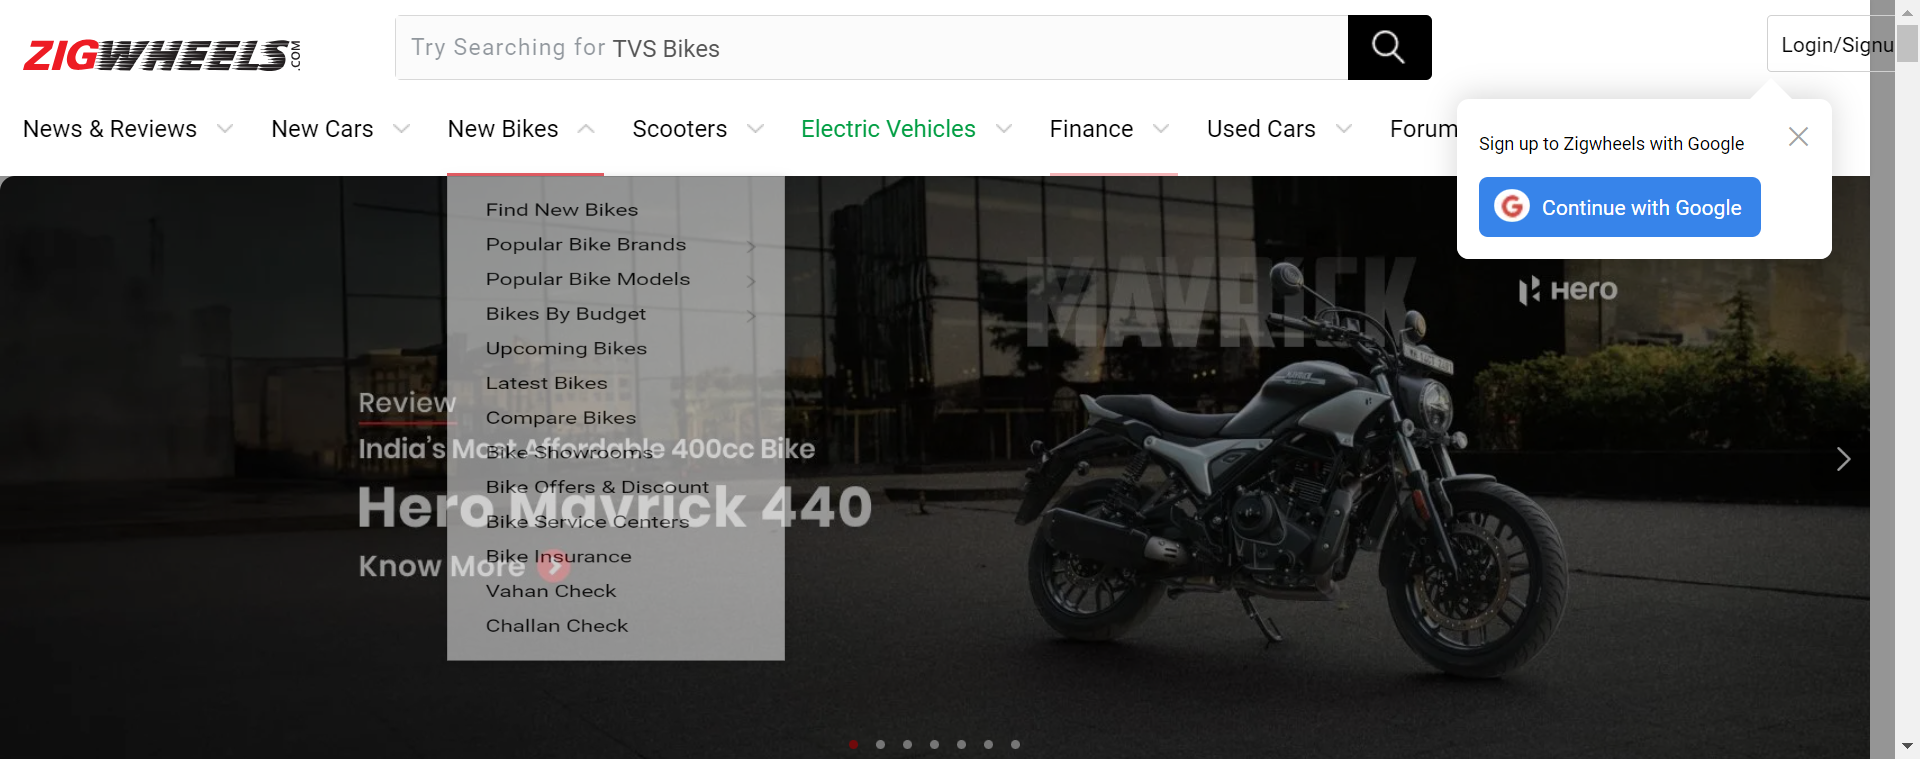 ZIGWHEELS.COM
Try Searching for TVS Bikes
Login/Signu
News & Reviews
New Cars
New Bikes
Scooters
Electric Vehicles
Finance
Used Cars
Forum
Sign up to Zigwheels with Google
Continue with Google
Find New Bikes
Popular Bike Brands
Popular Bike Models
Bikes By Budget
Upcoming Bikes
Latest Bikes
Compare Bikes
Bike Showrooms
Bike Offers & Discount
Bike Service Centers
Bike Insurance
Vahan Check
Challan Check
MAVRICK
Hero
Review
India's Most Affordable 400cc Bike
Hero Mavrick 440
Know More